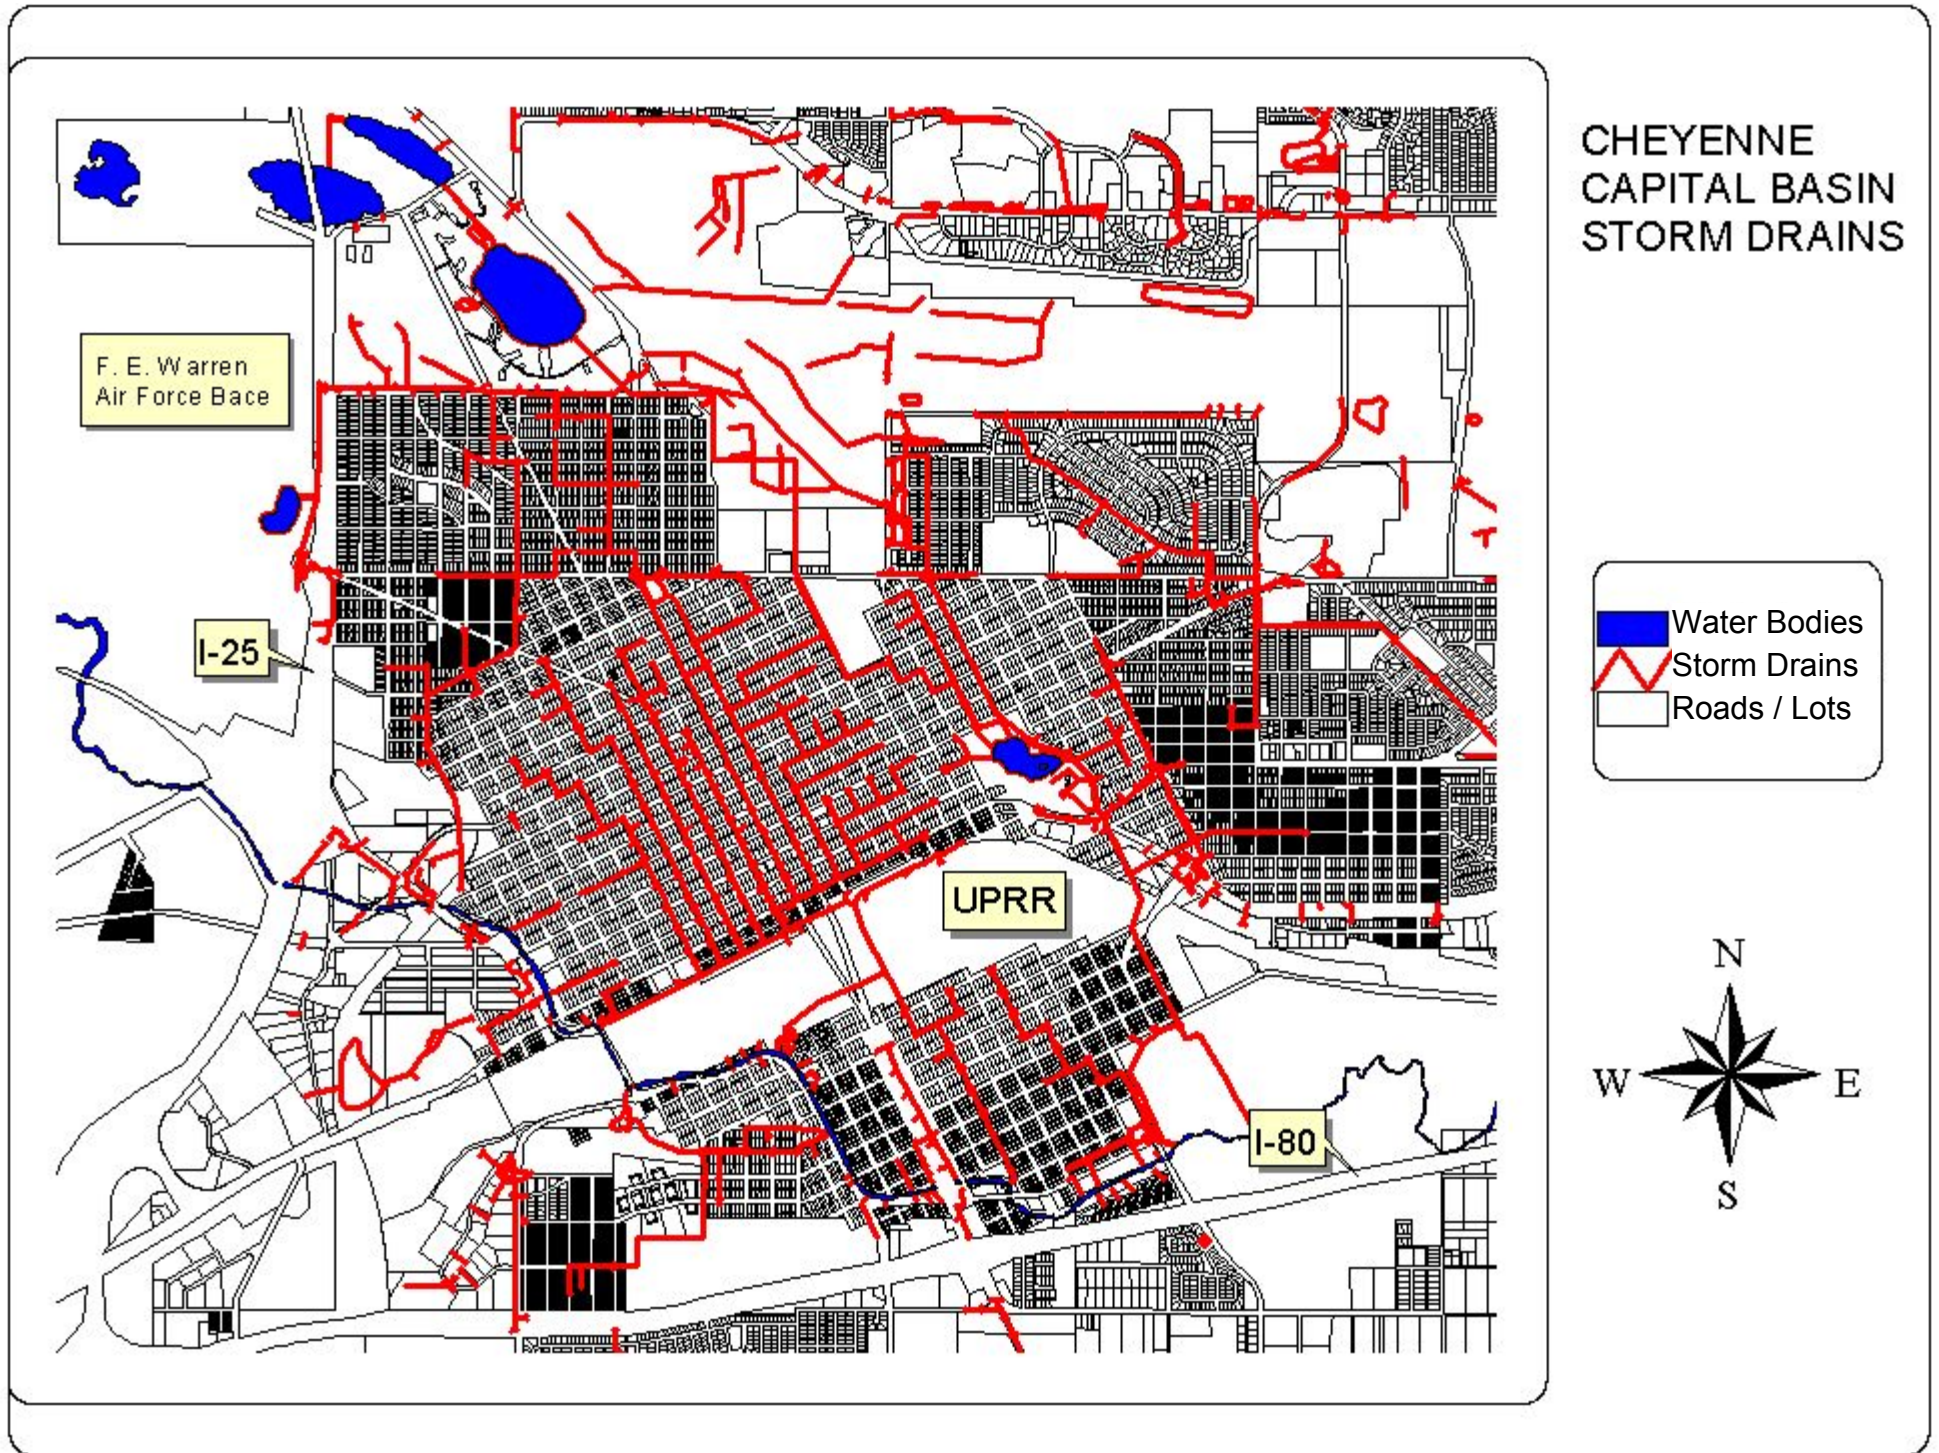 CHEYENNE
CAPITAL BASIN
STORM DRAINS
F. E. Warren
Air Force Bace
I-25
Water Bodies
Storm Drains
Roads / Lots
UPRR
N
W
E
S
I-80